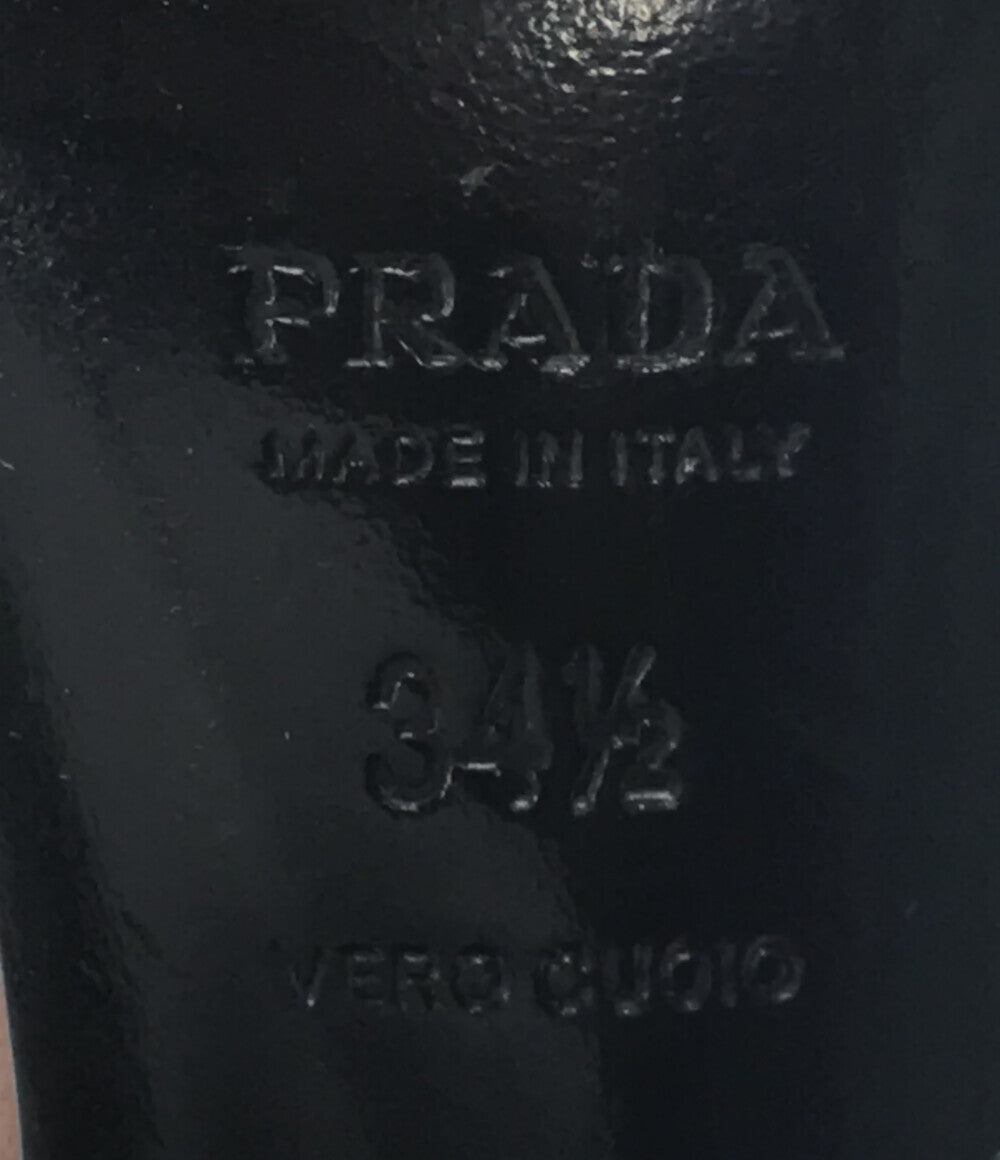 PRADA
MADE IN ITALY
34½
VERO CUOIO